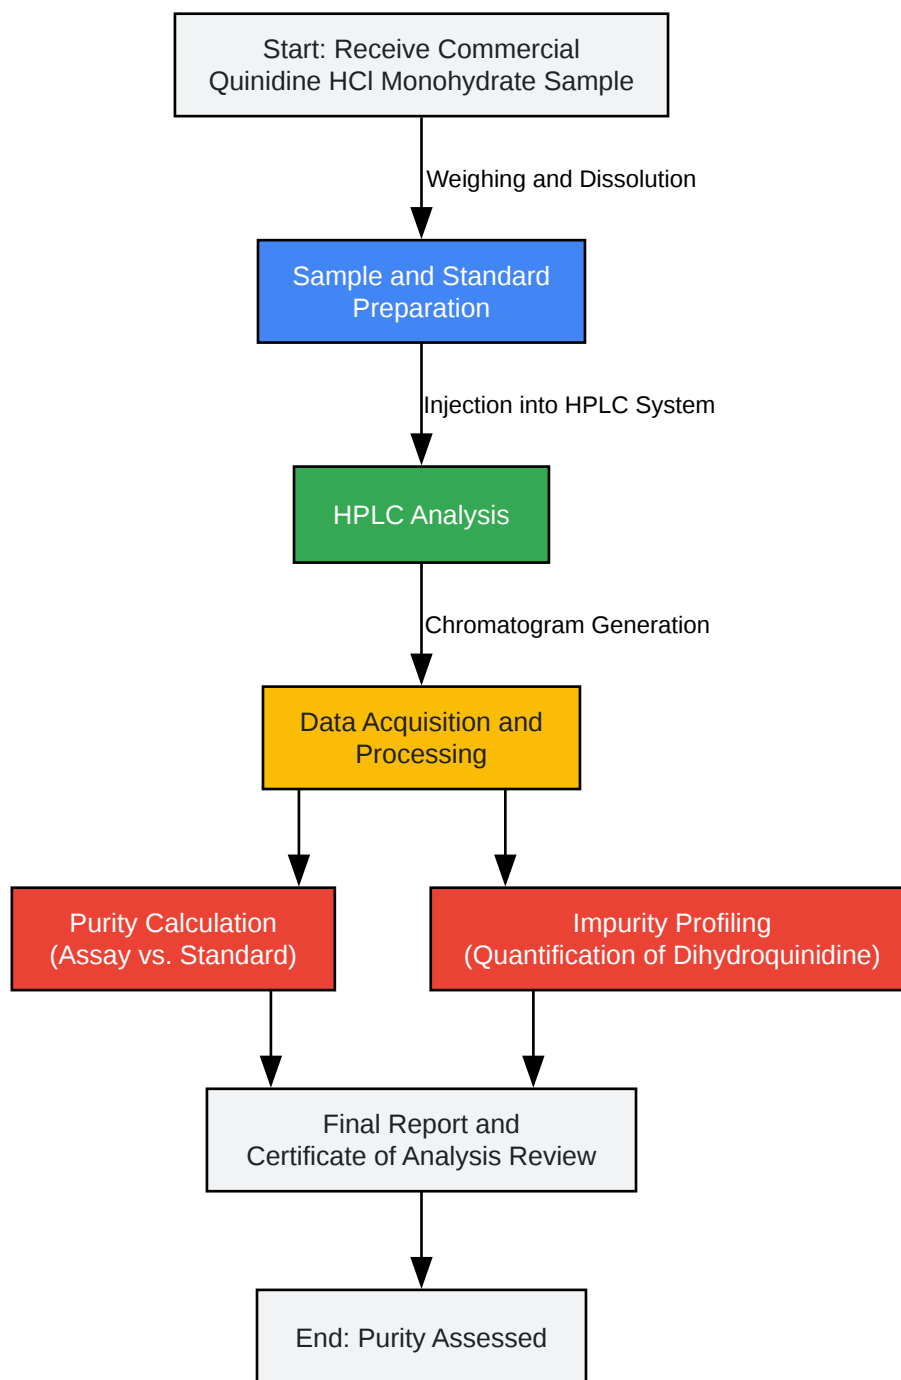 Start: Receive Commercial
Quinidine HCl Monohydrate Sample
Weighing and Dissolution
Sample and Standard
Preparation
Injection into HPLC System
HPLC Analysis
Chromatogram Generation
Data Acquisition and
Processing
Purity Calculation
(Assay vs. Standard)
Impurity Profiling
(Quantification of Dihydroquinidine)
Final Report and
Certificate of Analysis Review
End: Purity Assessed